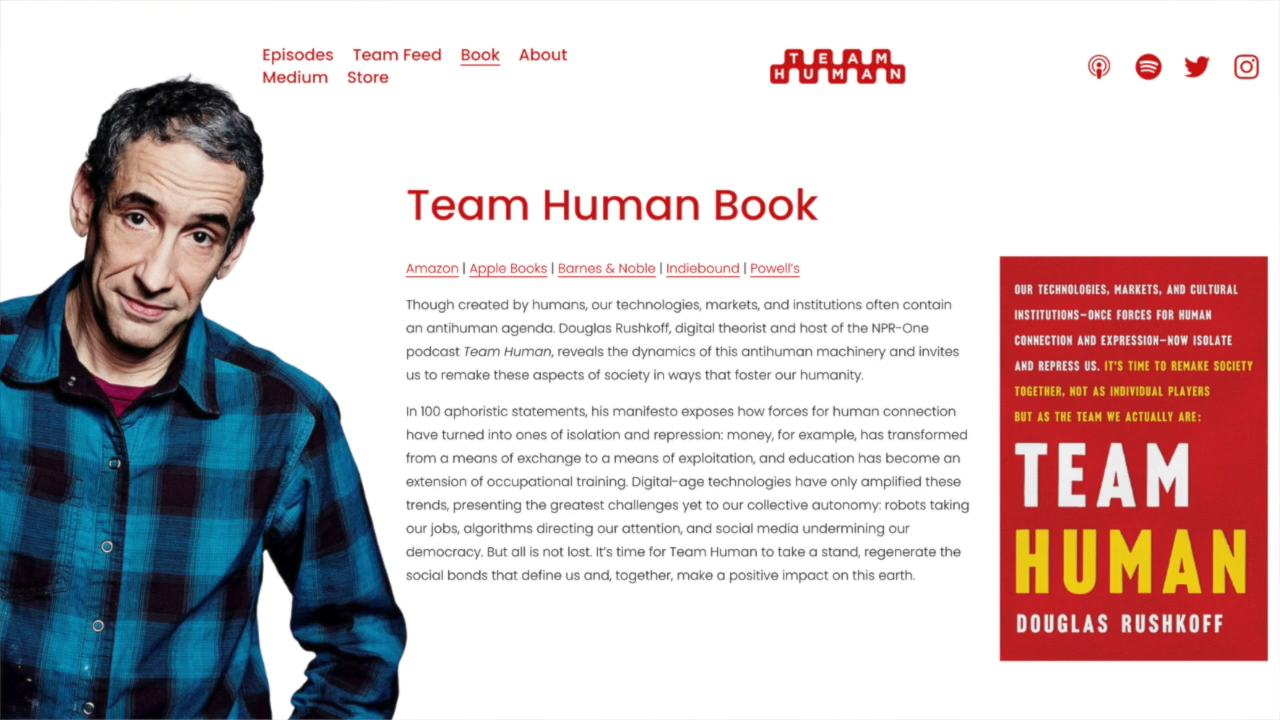 Episodes Team Feed Book About
Medium Store
TEAM
HUMAN
Team Human Book
Amazon | Apple Books | Barnes & Noble | Indiebound | Powell's
Though created by humans, our technologies, markets, and institutions often contain
an antihuman agenda. Douglas Rushkoff, digital theorist and host of the NPR-One
podcast Team Human, reveals the dynamics of this antihuman machinery and invites
us to remake these aspects of society in ways that foster our humanity.
In 100 aphoristic statements, his manifesto exposes how forces for human connection
have turned into ones of isolation and repression: money, for example, has transformed
from a means of exchange to a means of exploitation, and education has become an
extension of occupational training. Digital-age technologies have only amplified these
trends, presenting the greatest challenges yet to our collective autonomy: robots taking
our jobs, algorithms directing our attention, and social media undermining our
democracy. But all is not lost. It's time for Team Human to take a stand, regenerate the
social bonds that define us and, together, make a positive impact on this earth.
OUR TECHNOLOGIES, MARKETS, AND CULTURAL
INSTITUTIONS—ONCE FORCES FOR HUMAN
CONNECTION AND EXPRESSION—NOW ISOLATE
AND REPRESS US. IT'S TIME TO REMAKE SOCIETY
TOGETHER, NOT AS INDIVIDUAL PLAYERS
BUT AS THE TEAM WE ACTUALLY ARE:
TEAM
HUMAN
DOUGLAS RUSHKOFF